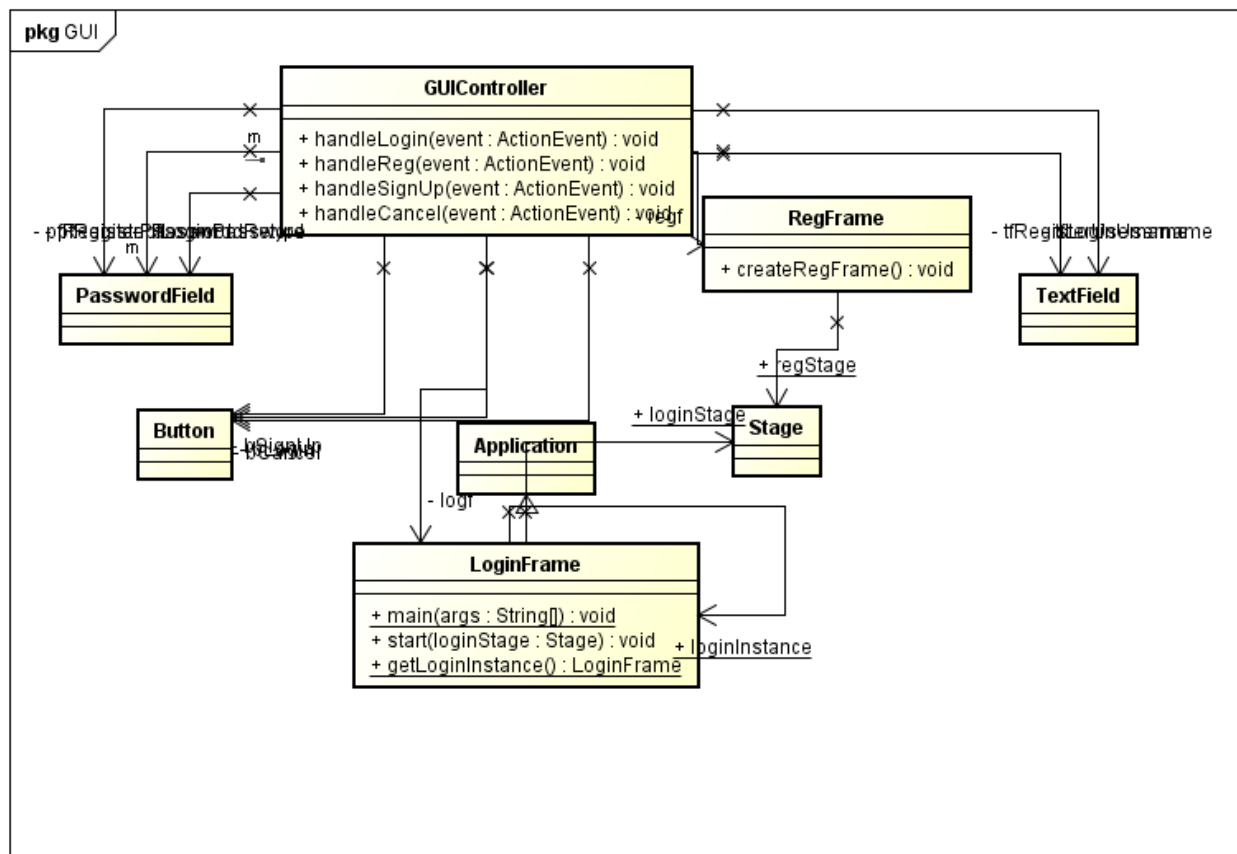 pkg GUI
GUIController
+ handleLogin(event : ActionEvent) : void
+ handleReg(event : ActionEvent) : void
+ handleSignUp(event : ActionEvent) : void
+ handleCancel(event : ActionEvent) : void
- regf
m
m
RegFrame
+ createRegFrame() : void
PasswordField
TextField
+ regStage
+ loginStage
Stage
Button
Application
- logf
LoginFrame
+ main(args : String[]) : void
+ start(loginStage : Stage) : void
+ getLoginInstance() : LoginFrame
+ loginInstance